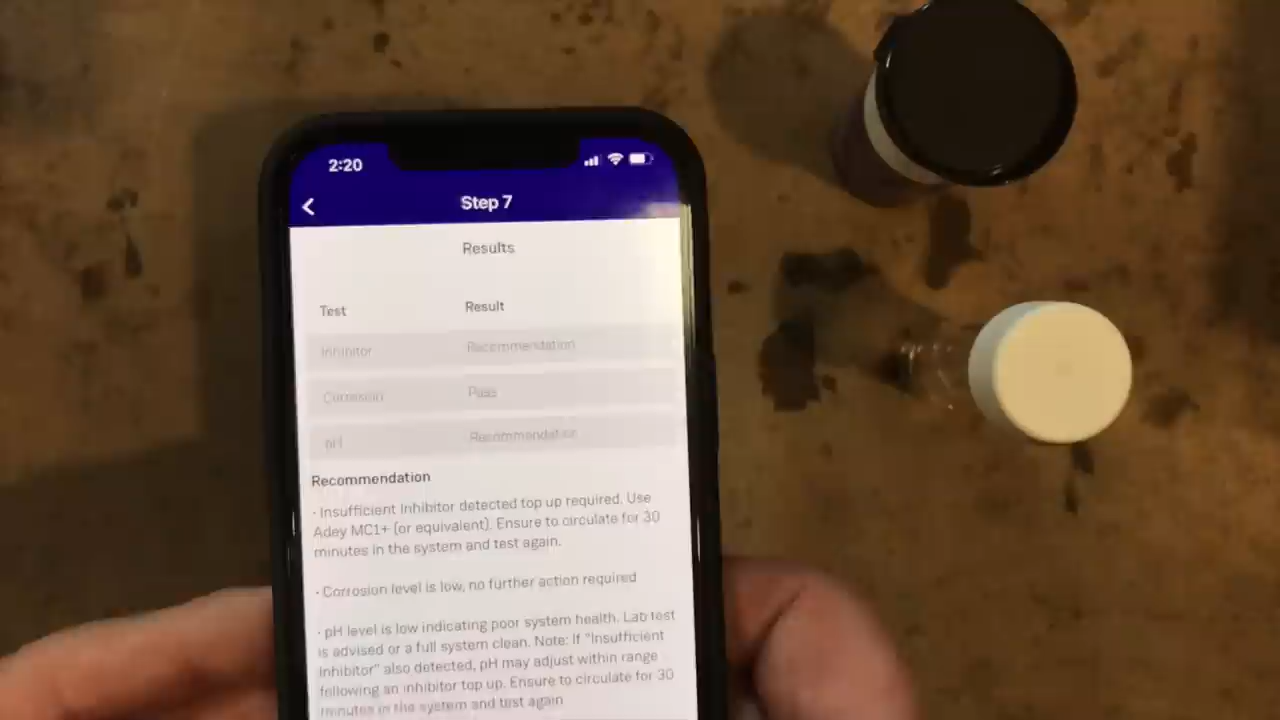 2:20
Step 7
Results
Test Result
Inhibitor Recommendation
Corrosion Pass
pH Recommendation
Recommendation
· Insufficient Inhibitor detected top up required. Use
Adey MC1+ (or equivalent). Ensure to circulate for 30
minutes in the system and test again.
· Corrosion level is low, no further action required
· pH level is low indicating poor system health. Lab test
is advised or a full system clean. Note: If "Insufficient
Inhibitor" also detected, pH may adjust within range
following an inhibitor top up. Ensure to circulate for 30
minutes in the system and test again